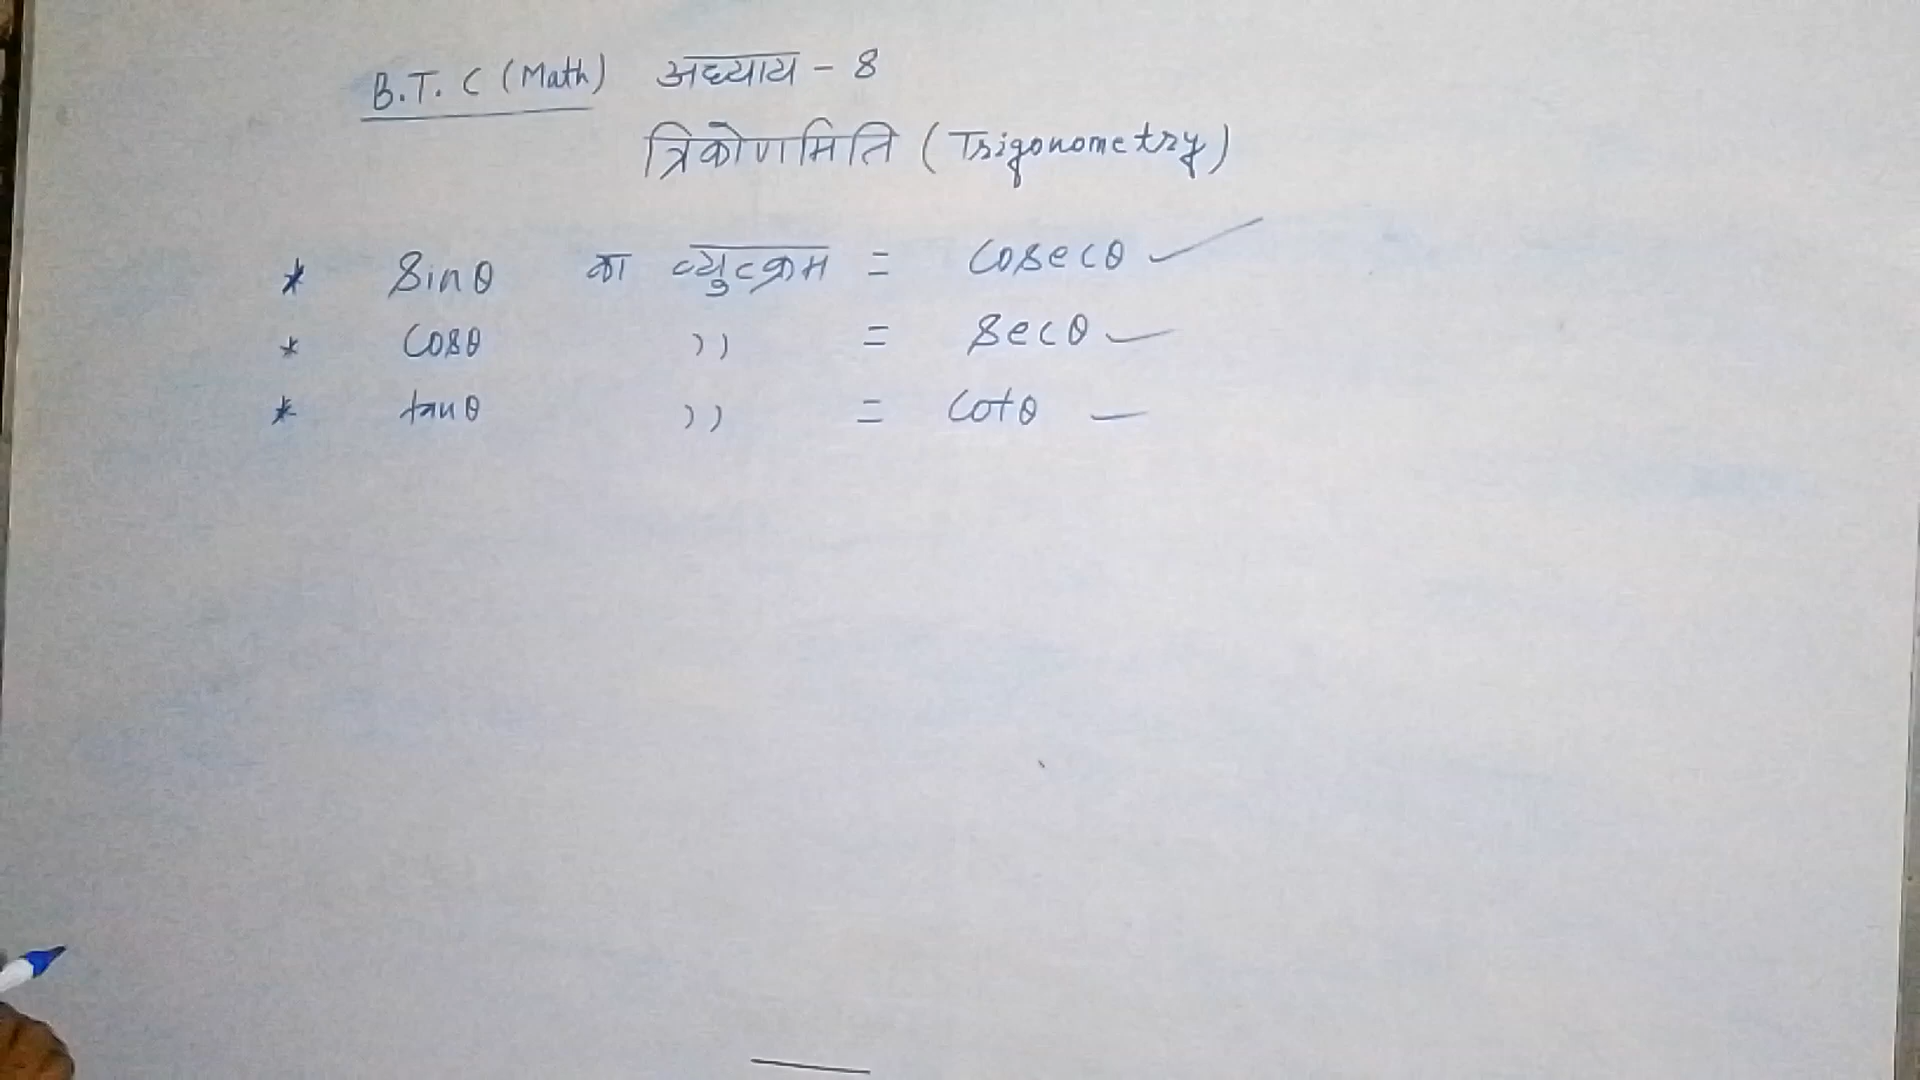 B.T.C (Math) अध्याय - 8
त्रिकोणमिति (Trigonometry)
* Sinθ का व्युत्क्रम = Cosecθ
* Cosθ ,, = Secθ
* tanθ ,, = Cotθ